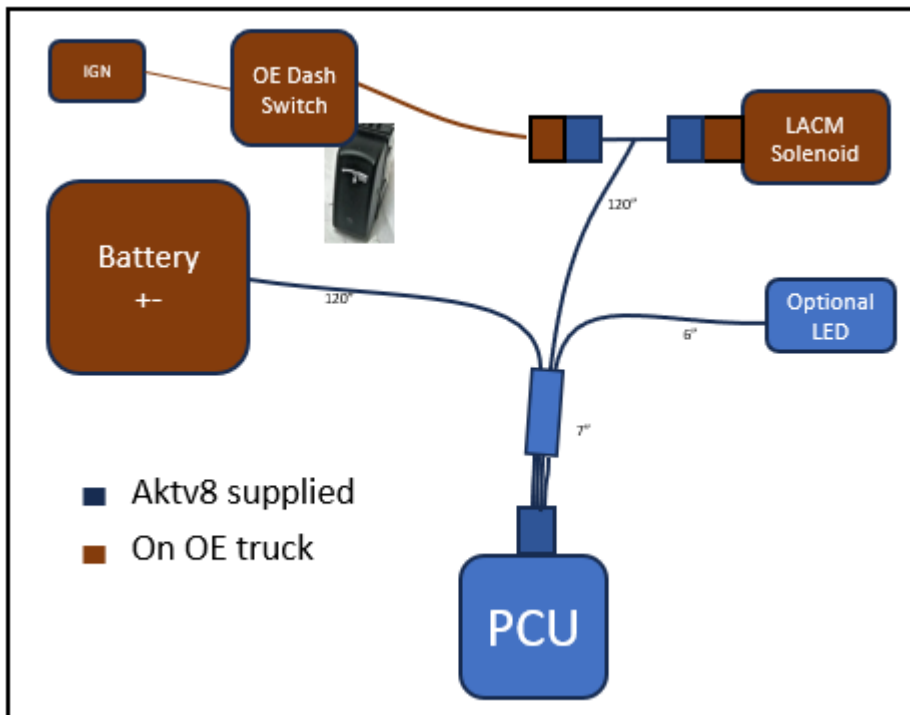 IGN
OE Dash
Switch
LACM
Solenoid
120"
Battery
+-
120"
Optional
LED
6"
7"
Aktv8 supplied
On OE truck
PCU